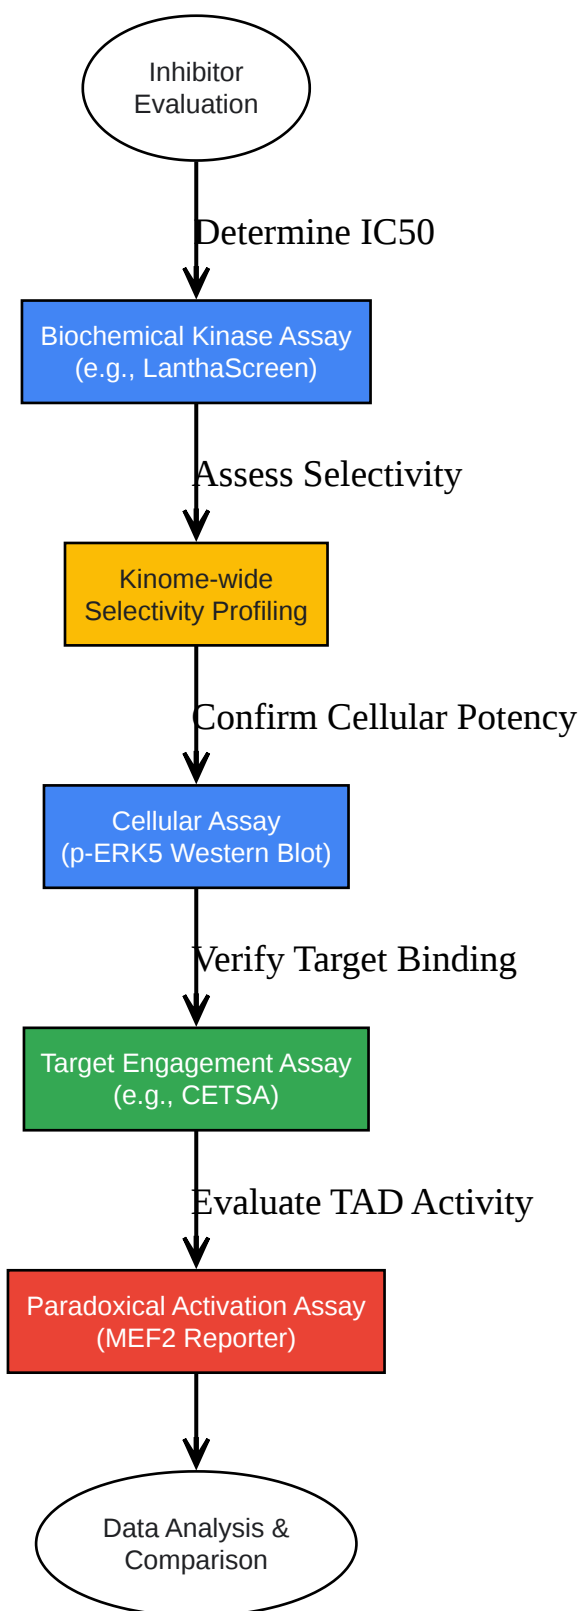 Inhibitor
Evaluation
Determine IC50
Biochemical Kinase Assay
(e.g., LanthaScreen)
Assess Selectivity
Kinome-wide
Selectivity Profiling
Confirm Cellular Potency
Cellular Assay
(p-ERK5 Western Blot)
Verify Target Binding
Target Engagement Assay
(e.g., CETSA)
Evaluate TAD Activity
Paradoxical Activation Assay
(MEF2 Reporter)
Data Analysis &
Comparison